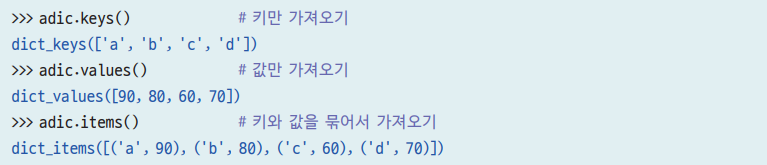 >>> adic.keys() # 키만 가져오기
dict_keys(['a', 'b', 'c', 'd'])
>>> adic.values() # 값만 가져오기
dict_values([90, 80, 60, 70])
>>> adic.items() # 키와 값을 묶어서 가져오기
dict_items([('a', 90), ('b', 80), ('c', 60), ('d', 70)])